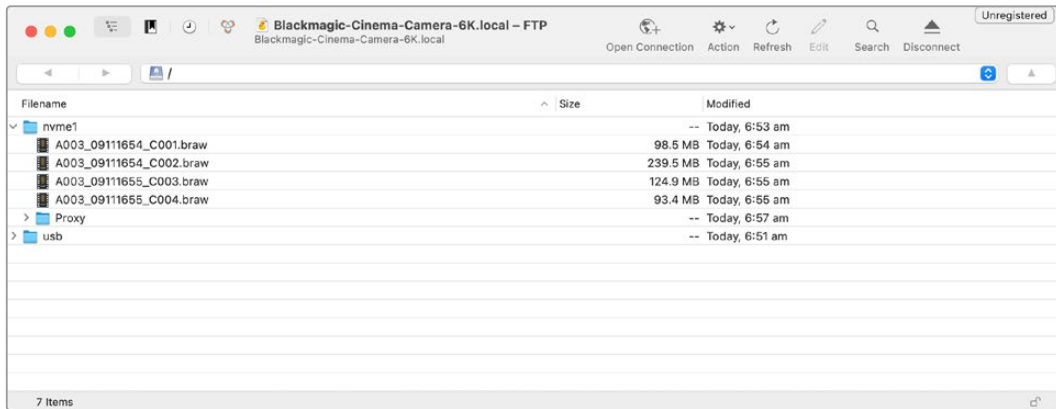 Blackmagic-Cinema-Camera-6K.local – FTP
Blackmagic-Cinema-Camera-6K.local
Open Connection Action Refresh Edit Search Disconnect
Unregistered
/
Filename Size Modified
nvme1 -- Today, 6:53 am
A003_09111654_C001.braw 98.5 MB Today, 6:54 am
A003_09111654_C002.braw 239.5 MB Today, 6:55 am
A003_09111655_C003.braw 124.9 MB Today, 6:55 am
A003_09111655_C004.braw 93.4 MB Today, 6:55 am
Proxy -- Today, 6:57 am
usb -- Today, 6:51 am
7 Items